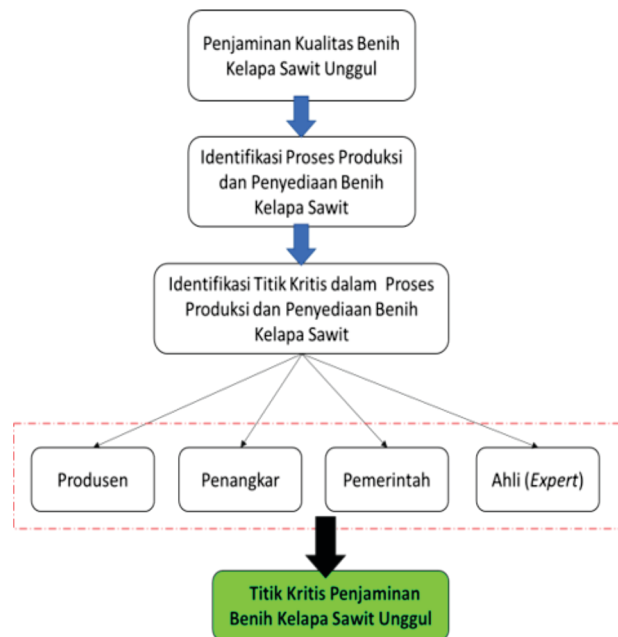 Penjaminan Kualitas Benih
Kelapa Sawit Unggul
Identifikasi Proses Produksi
dan Penyediaan Benih
Kelapa Sawit
Identifikasi Titik Kritis dalam Proses
Produksi dan Penyediaan Benih
Kelapa Sawit
Produsen
Penangkar
Pemerintah
Ahli (Expert)
Titik Kritis Penjaminan
Benih Kelapa Sawit Unggul